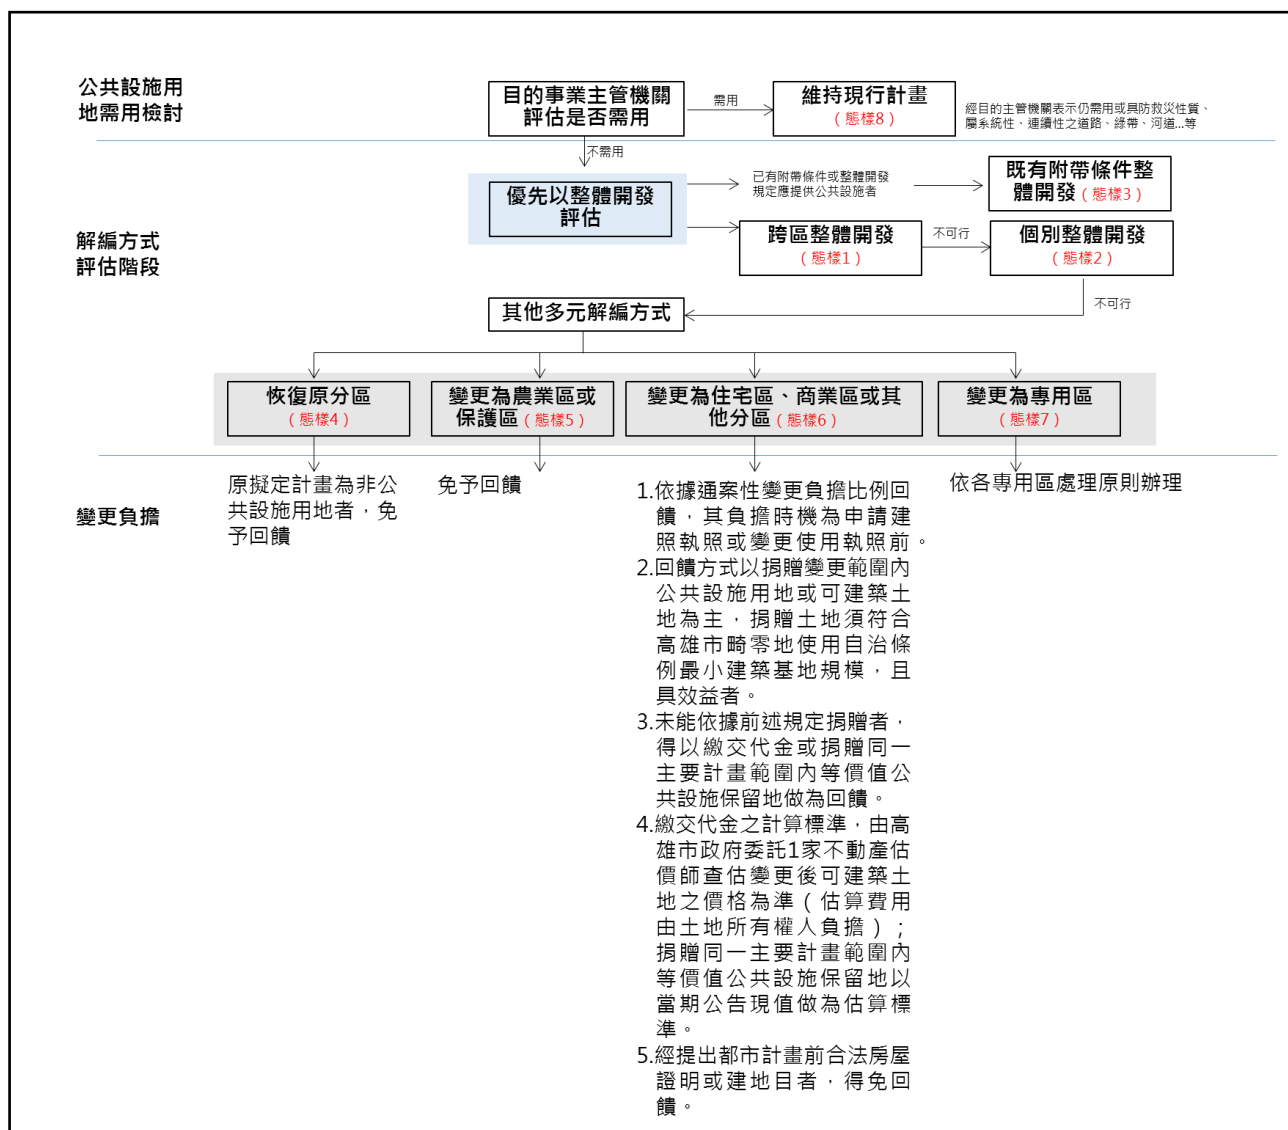 公共設施用
地需用檢討
目的事業主管機關
評估是否需用
需用
維持現行計畫
(態樣8)
經目的主管機關表示仍需用或具防救災性質、
屬系統性、連續性之道路、綠帶、河道...等
不需用
解編方式
評估階段
優先以整體開發
評估
已有附帶條件或整體開發
規定應提供公共設施者
既有附帶條件整
體開發(態樣3)
跨區整體開發
(態樣1)
不可行
個別整體開發
(態樣2)
不可行
其他多元解編方式
恢復原分區
(態樣4)
變更為農業區或
保護區(態樣5)
變更為住宅區、商業區或其
他分區(態樣6)
變更為專用區
(態樣7)
變更負擔
原擬定計畫為非公
共設施用地者，免
予回饋
免予回饋
1.依據通案性變更負擔比例回
饋，其負擔時機為申請建
照執照或變更使用執照前。
2.回饋方式以捐贈變更範圍內
公共設施用地或可建築土
地為主，捐贈土地須符合
高雄市畸零地使用自治條
例最小建築基地規模，且
具效益者。
3.未能依據前述規定捐贈者，
得以繳交代金或捐贈同一
主要計畫範圍內等價值公
共設施保留地做為回饋。
4.繳交代金之計算標準，由高
雄市政府委託1家不動產估
價師查估變更後可建築土
地之價格為準(估算費用
由土地所有權人負擔)；
捐贈同一主要計畫範圍內
等價值公共設施保留地以
當期公告現值做為估算標
準。
5.經提出都市計畫前合法房屋
證明或建地目者，得免回
饋。
依各專用區處理原則辦理